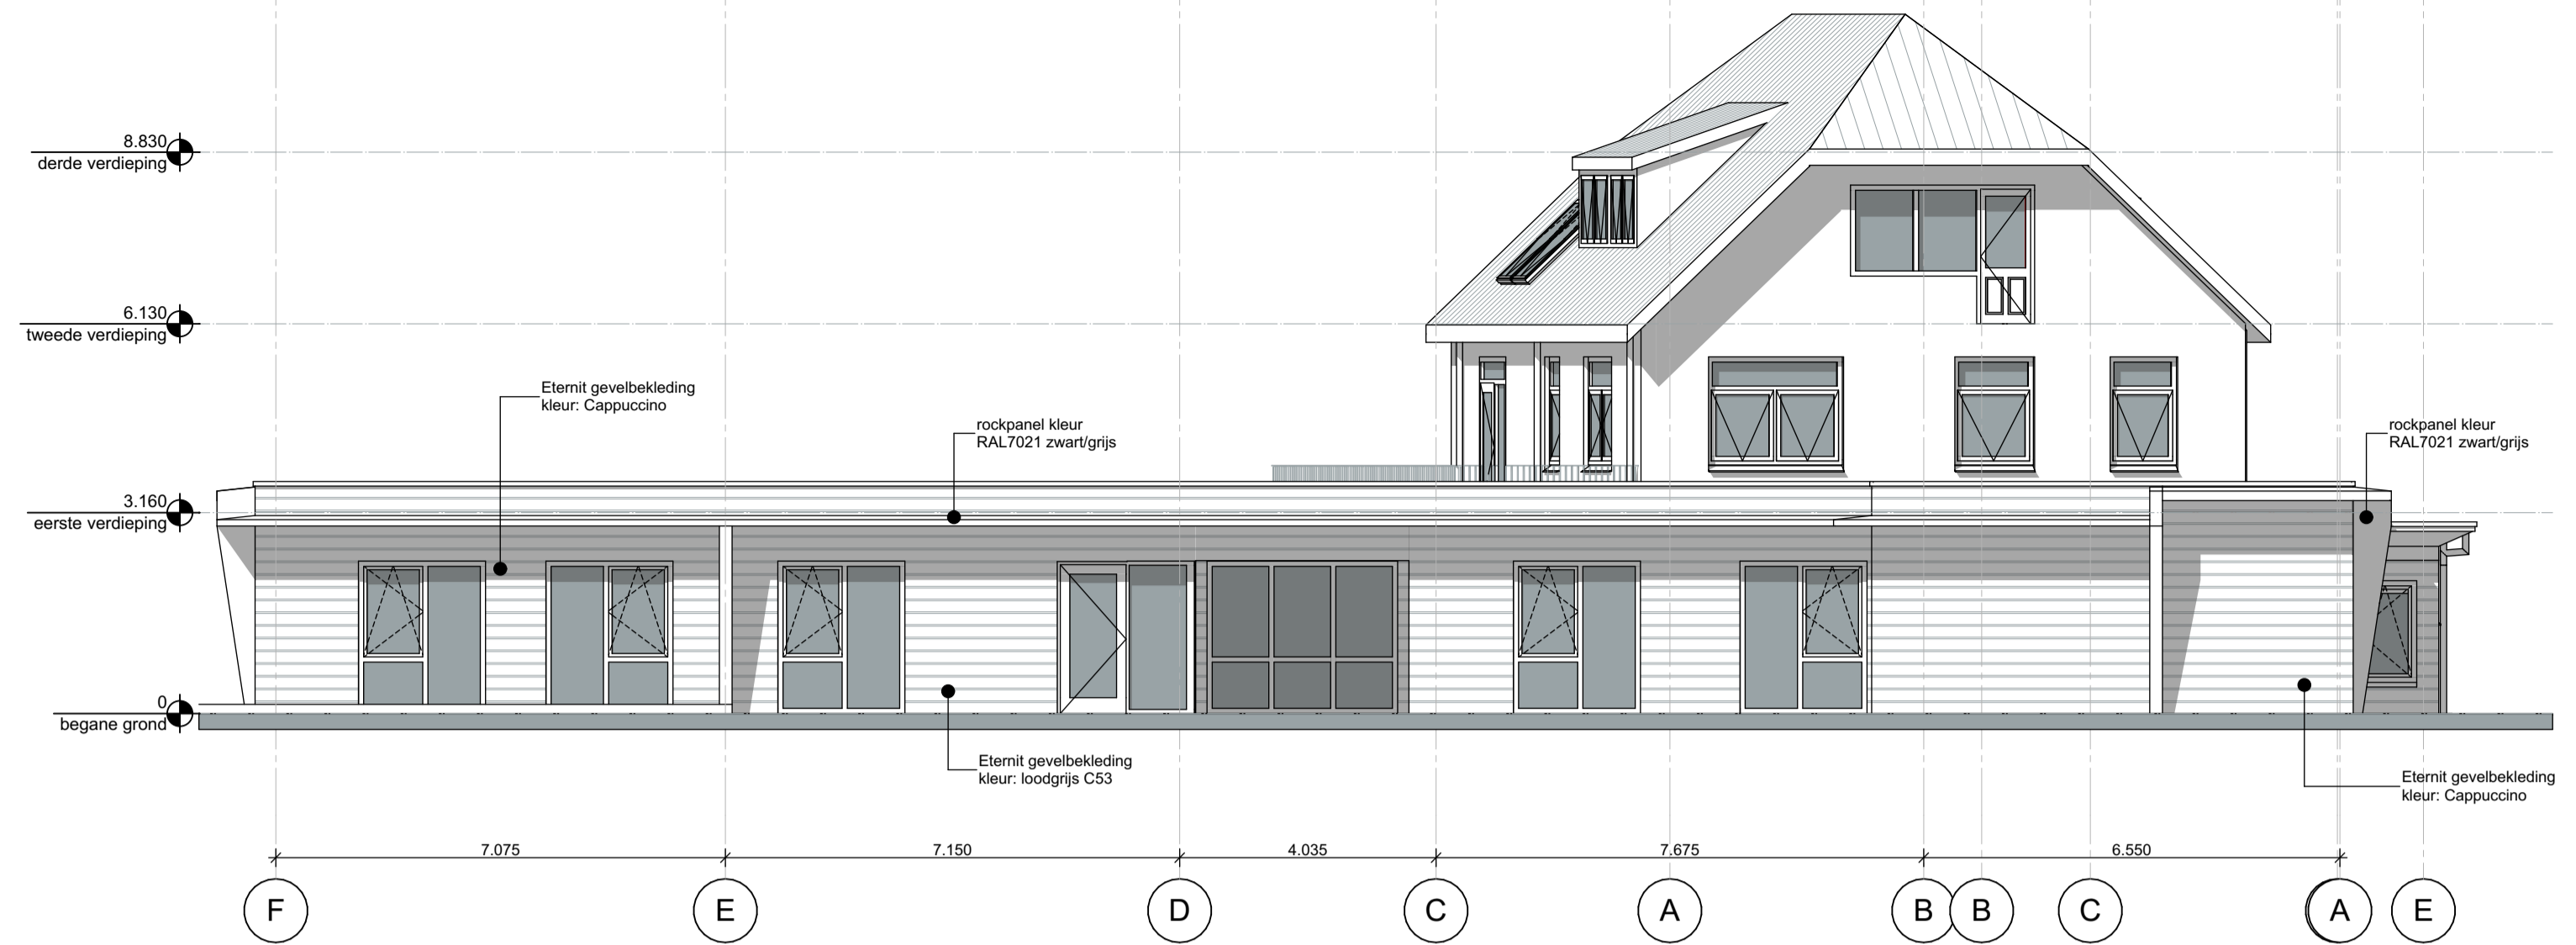 8.830
derde verdieping
6.130
tweede verdieping
Eternit gevelbekleding
kleur: Cappuccino
rockpanel kleur
RAL7021 zwart/grijs
rockpanel kleur
RAL7021 zwart/grijs
3.160
eerste verdieping
0
begane grond
Eternit gevelbekleding
kleur: loodgrijs C53
Eternit gevelbekleding
kleur: Cappuccino
7.075 7.150 4.035 7.675 6.550
F E D C A B B C A E